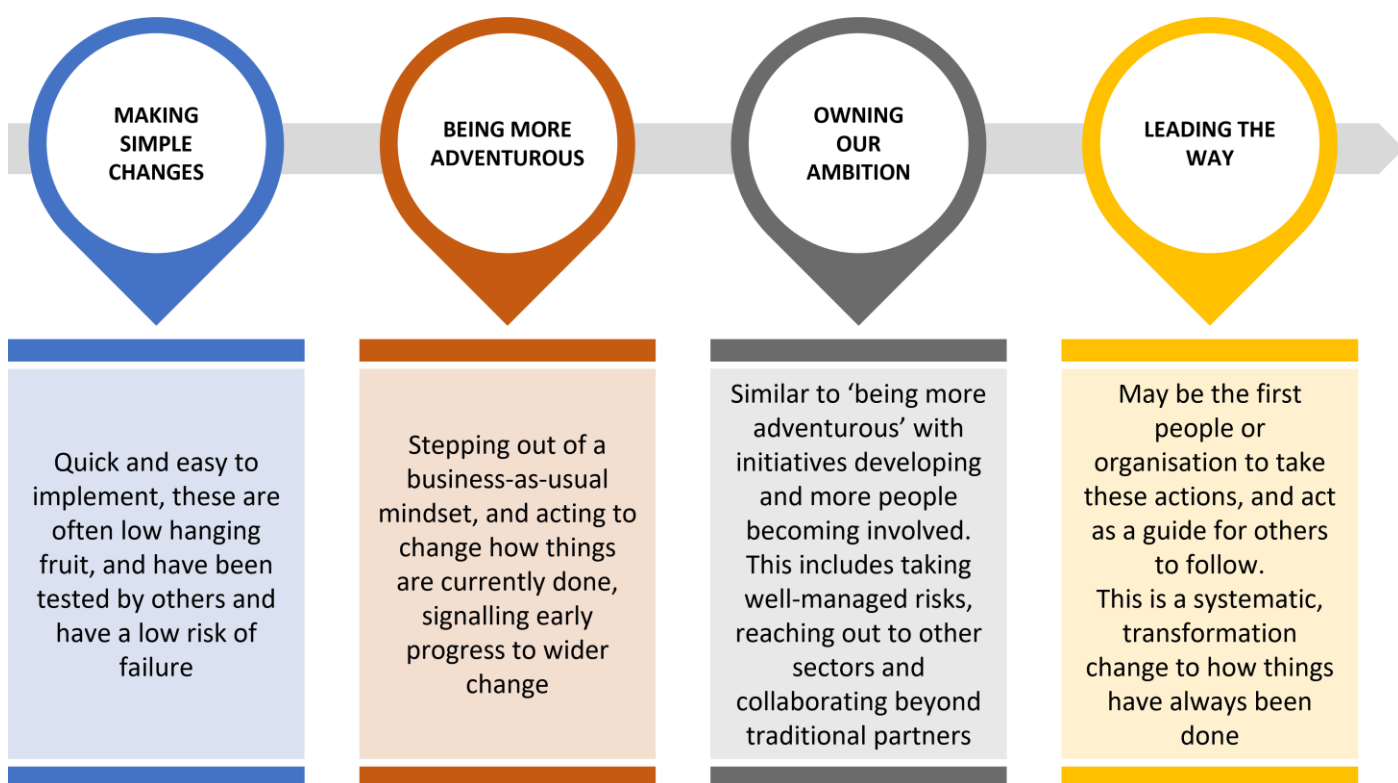 MAKING
SIMPLE
CHANGES
BEING MORE
ADVENTUROUS
OWNING
OUR
AMBITION
LEADING THE
WAY
Quick and easy to
implement, these are
often low hanging
fruit, and have been
tested by others and
have a low risk of
failure
Stepping out of a
business-as-usual
mindset, and acting to
change how things
are currently done,
signalling early
progress to wider
change
Similar to ‘being more
adventurous’ with
initiatives developing
and more people
becoming involved.
This includes taking
well-managed risks,
reaching out to other
sectors and
collaborating beyond
traditional partners
May be the first
people or
organisation to take
these actions, and act
as a guide for others
to follow.
This is a systematic,
transformation
change to how things
have always been
done